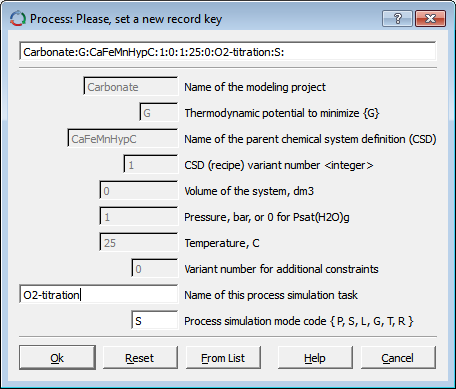 Process: Please, set a new record key
Carbonate:G:CaFeMnHypC:1:0:1:25:0:O2-titration:S:
Carbonate Name of the modeling project
G Thermodynamic potential to minimize {G}
CaFeMnHypC Name of the parent chemical system definition (CSD)
1 CSD (recipe) variant number <integer>
0 Volume of the system, dm3
1 Pressure, bar, or 0 for Psat(H2O)g
25 Temperature, C
0 Variant number for additional constraints
O2-titration Name of this process simulation task
S Process simulation mode code { P, S, L, G, T, R }
Ok Reset From List Help Cancel